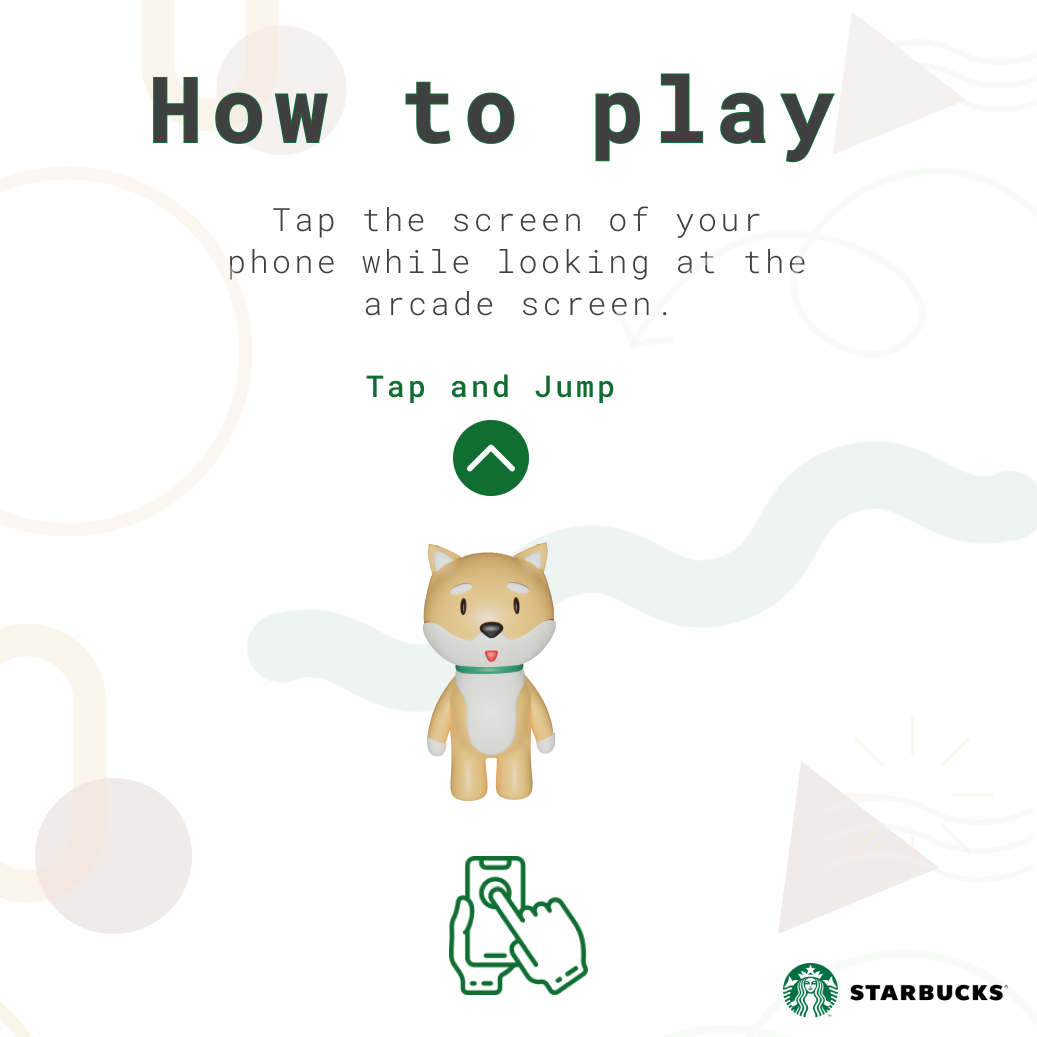 How to play
Tap the screen of your
phone while looking at the
arcade screen.
Tap and Jump
STARBUCKS®